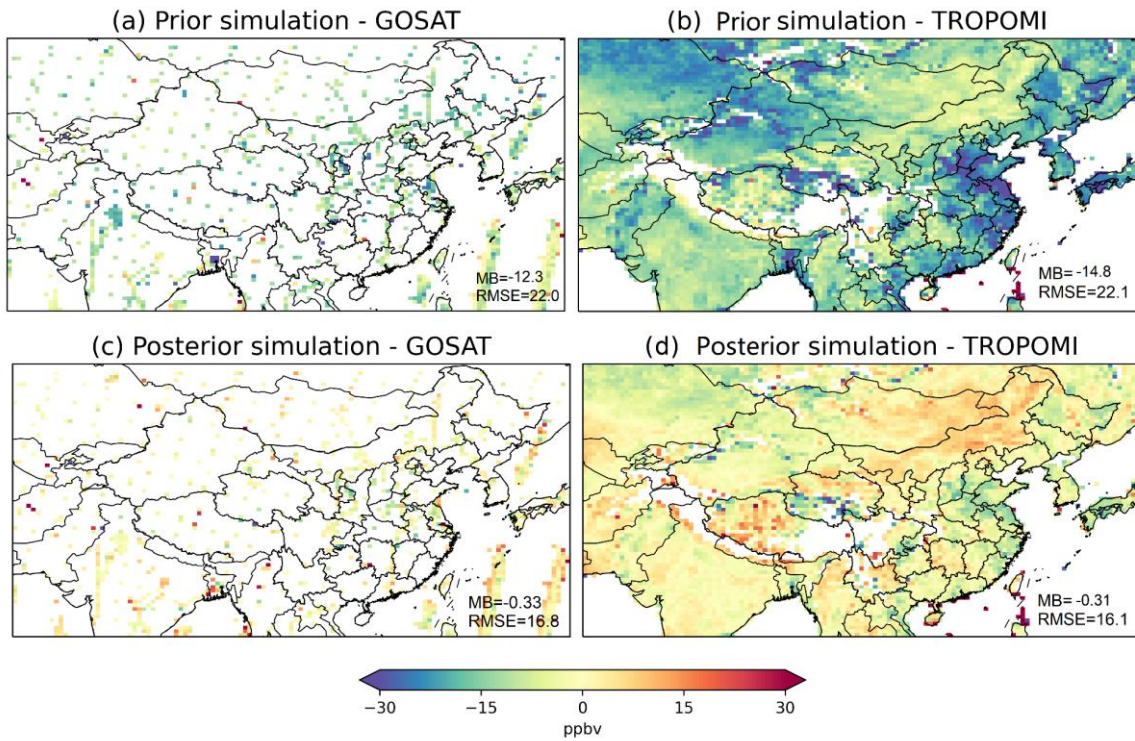 (a) Prior simulation - GOSAT
(b) Prior simulation - TROPOMI
MB=-12.3
RMSE=22.0
MB= -14.8
RMSE=22.1
(c) Posterior simulation - GOSAT
(d) Posterior simulation - TROPOMI
MB=-0.33
RMSE=16.8
MB= -0.31
RMSE=16.1
−30 −15 0 15 30
ppbv